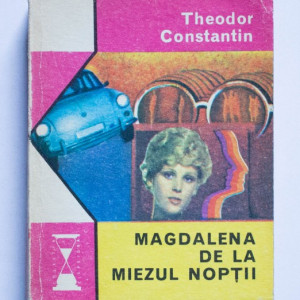 Theodor
Constantin
MAGDALENA
DE LA
MIEZUL NOPȚII